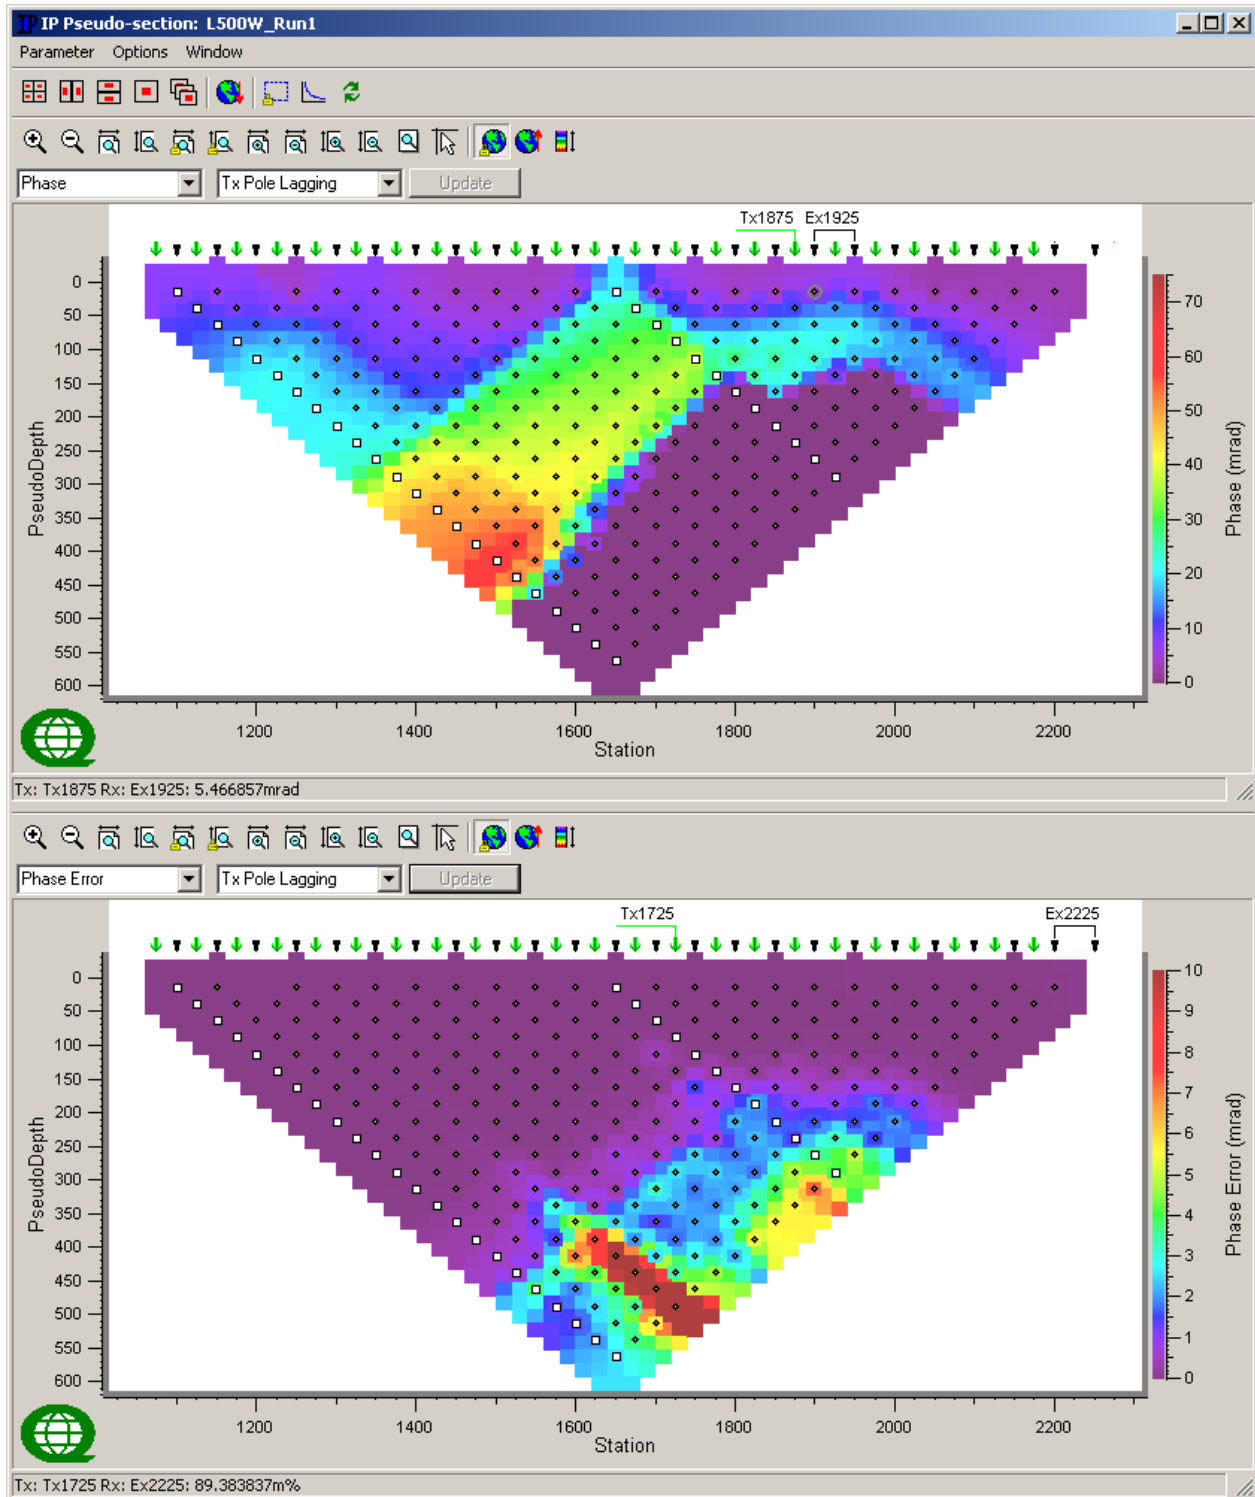 IP IP Pseudo-section: L500W_Run1
Parameter Options Window
Phase Tx Pole Lagging Update
Tx1875 Ex1925
0
50
100
150
200
250
300
350
400
450
500
550
600
PseudoDepth
70
60
50
40
30
20
10
0
Phase (mrad)
1200 1400 1600 1800 2000 2200
Station
Tx: Tx1875 Rx: Ex1925: 5.466857mrad
Phase Error Tx Pole Lagging Update
Tx1725 Ex2225
0
50
100
150
200
250
300
350
400
450
500
550
600
PseudoDepth
10
9
8
7
6
5
4
3
2
1
0
Phase Error (mrad)
1200 1400 1600 1800 2000 2200
Station
Tx: Tx1725 Rx: Ex2225: 89.383837m%